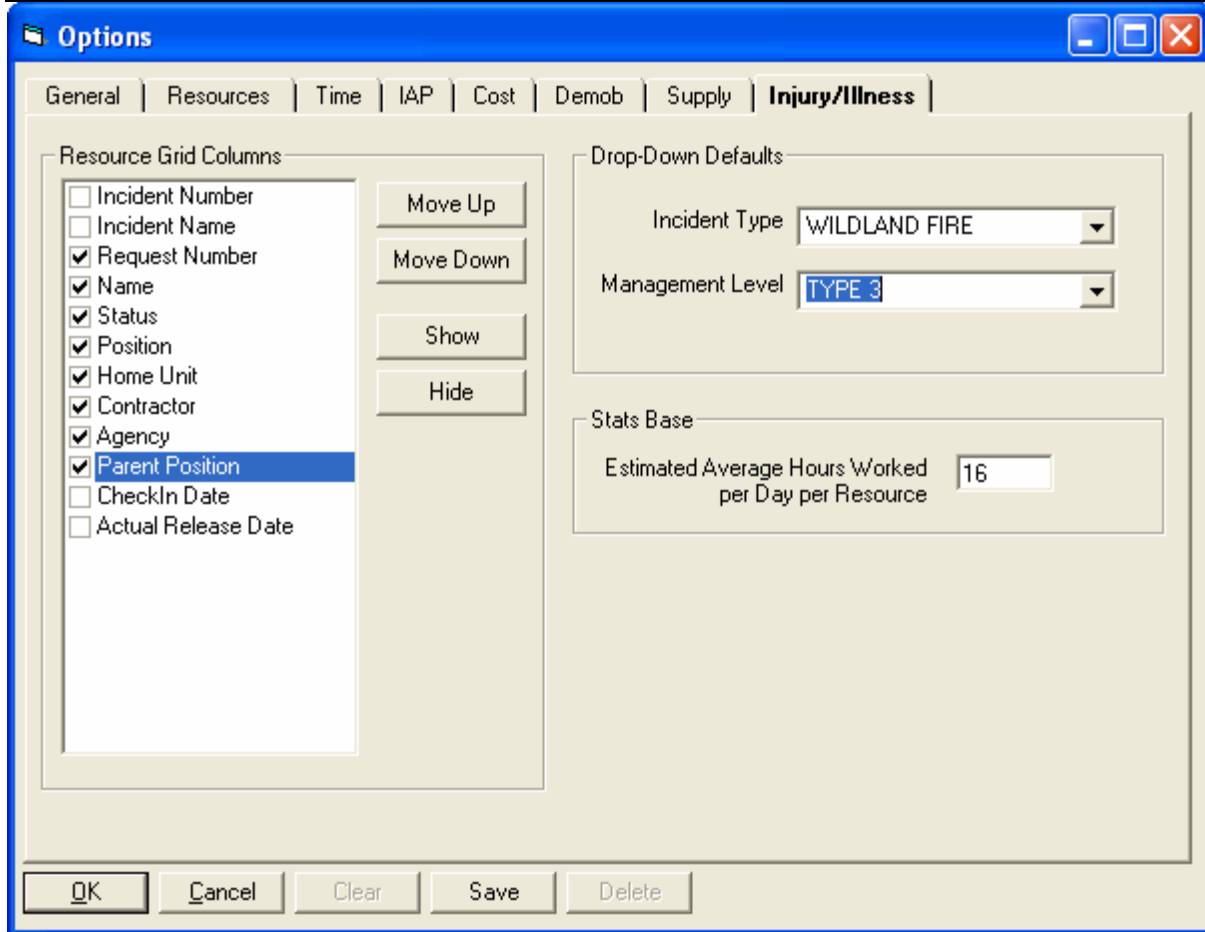 Options
General Resources Time IAP Cost Demob Supply Injury/Illness
Resource Grid Columns
Incident Number
Incident Name
Request Number
Name
Status
Position
Home Unit
Contractor
Agency
Parent Position
CheckIn Date
Actual Release Date
Move Up
Move Down
Show
Hide
Drop-Down Defaults
Incident Type WILDLAND FIRE
Management Level TYPE 3
Stats Base
Estimated Average Hours Worked
per Day per Resource
16
OK Cancel Clear Save Delete